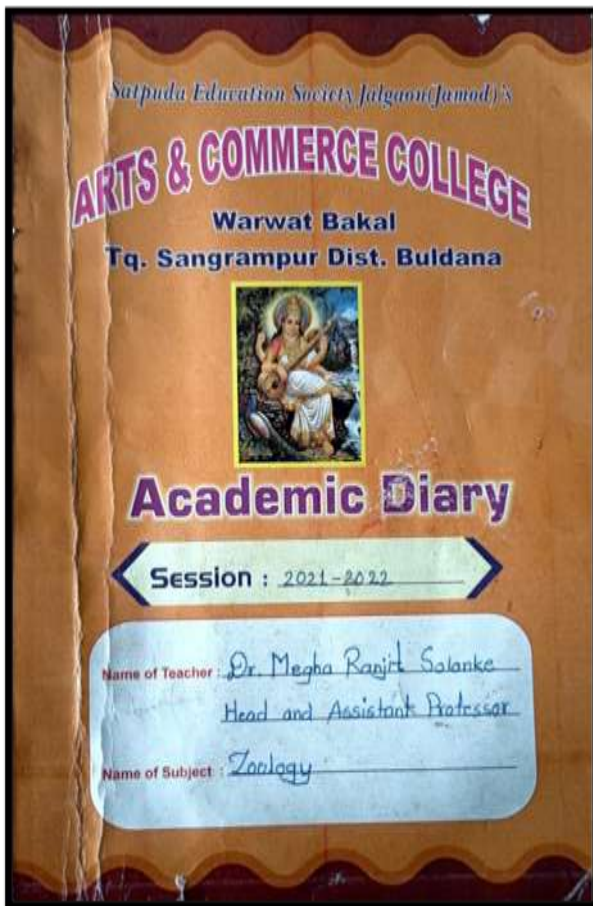 Satpuda Education Society Jalgaon(Jamod)'s
ARTS & COMMERCE COLLEGE
Warwat Bakal
Tq. Sangrampur Dist. Buldana
Academic Diary
Session : 2021-2022
Name of Teacher : Dr. Megha Ranjit Solanke
Head and Assistant Professor
Name of Subject : Zoology